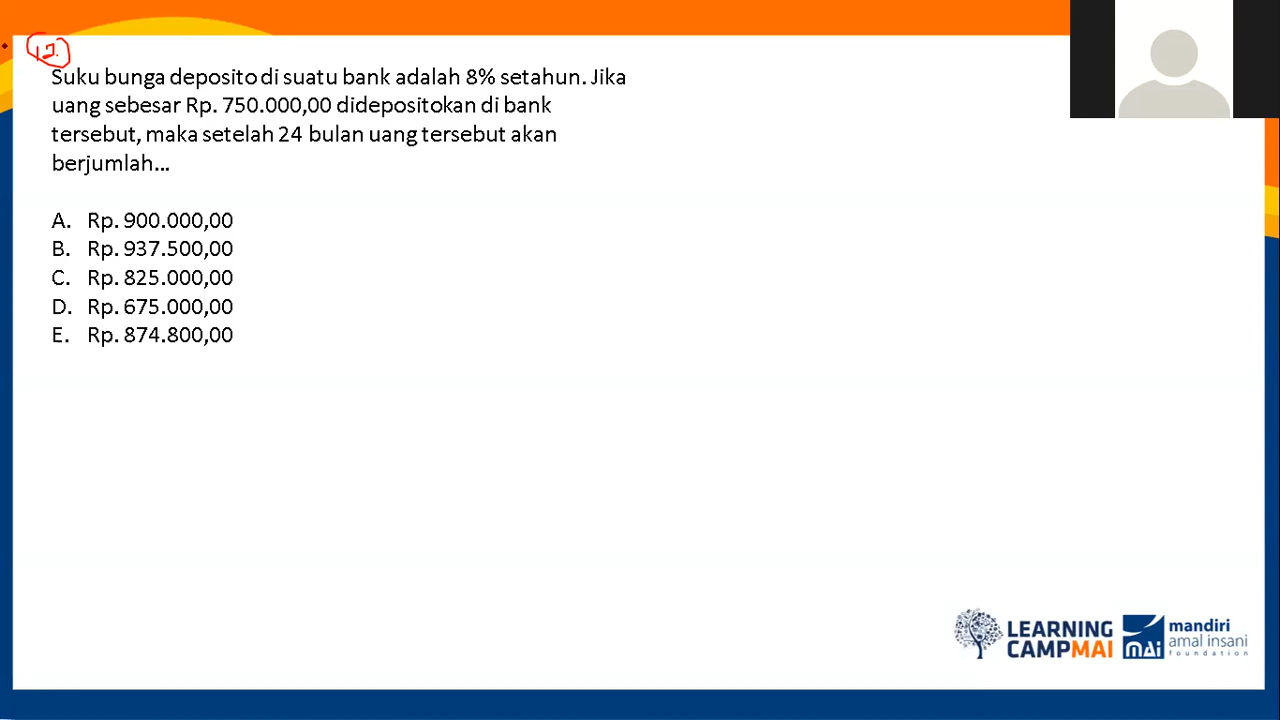 12.
Suku bunga deposito di suatu bank adalah 8% setahun. Jika
uang sebesar Rp. 750.000,00 didepositokan di bank
tersebut, maka setelah 24 bulan uang tersebut akan
berjumlah...
A. Rp. 900.000,00
B. Rp. 937.500,00
C. Rp. 825.000,00
D. Rp. 675.000,00
E. Rp. 874.800,00
LEARNING
CAMPMAI
mai
mandiri
amal insani
foundation